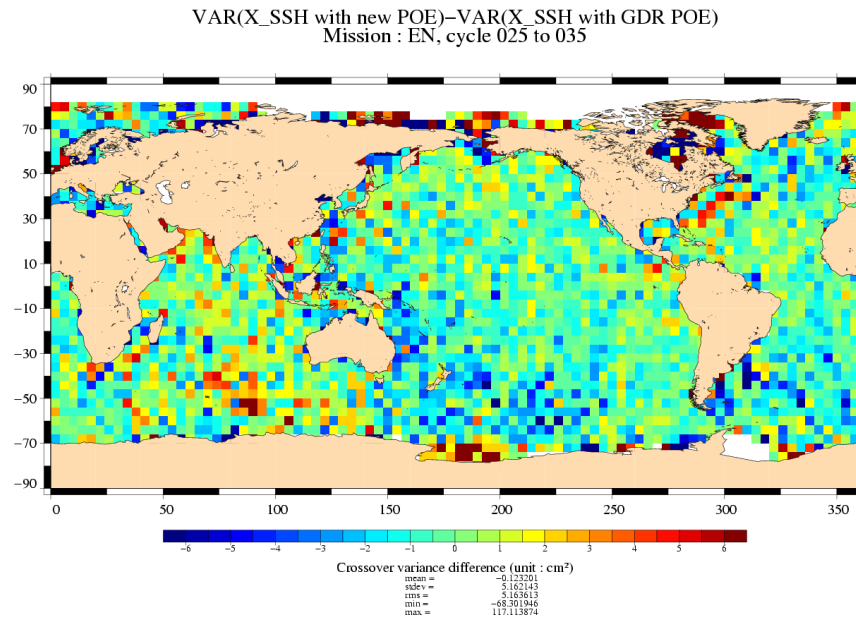 VAR(X_SSH with new POE)−VAR(X_SSH with GDR POE)
Mission : EN, cycle 025 to 035
90
70
50
30
10
−10
−30
−50
−70
−90
0 50 100 150 200 250 300 350
−6 −5 −4 −3 −2 −1 0 1 2 3 4 5 6
Crossover variance difference (unit : cm²)
mean = −0.123201
stdev = 5.162143
rms = 5.163613
min = −68.301946
max = 117.113874